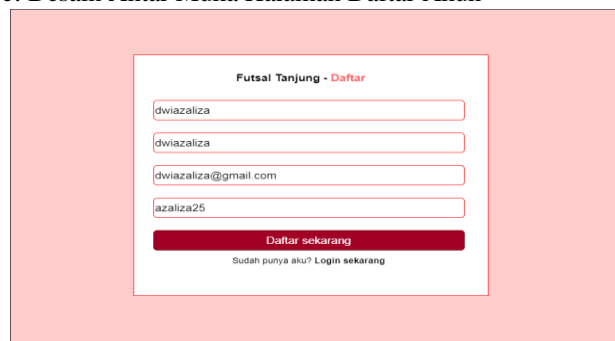 Futsal Tanjung - Daftar
dwiazaliza
dwiazaliza
dwiazaliza@gmail.com
azaliza25
Daftar sekarang
Sudah punya aku? Login sekarang